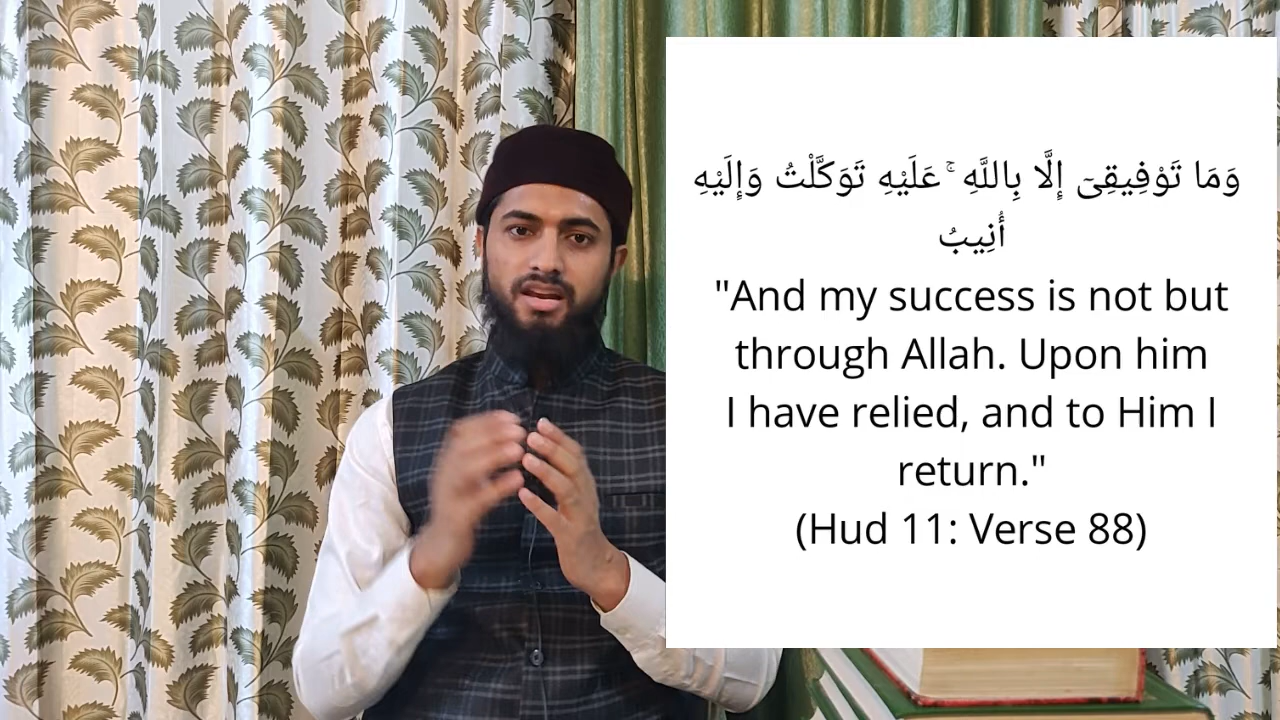 وَمَا تَوْفِيقِىٓ إِلَّا بِاللَّهِ ۚ عَلَيْهِ تَوَكَّلْتُ وَإِلَيْهِ
أُنِيبُ
"And my success is not but
through Allah. Upon him
I have relied, and to Him I
return."
(Hud 11: Verse 88)